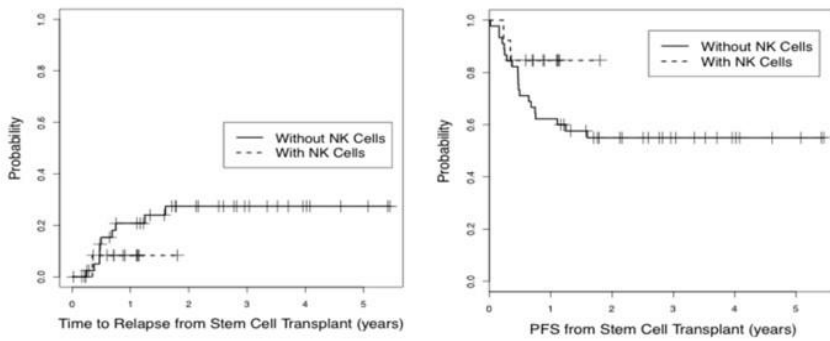 Probability
0.0 0.2 0.4 0.6 0.8 1.0
Without NK Cells
With NK Cells
0 1 2 3 4 5
Time to Relapse from Stem Cell Transplant (years)
Probability
0.0 0.2 0.4 0.6 0.8 1.0
Without NK Cells
With NK Cells
0 1 2 3 4 5
PFS from Stem Cell Transplant (years)